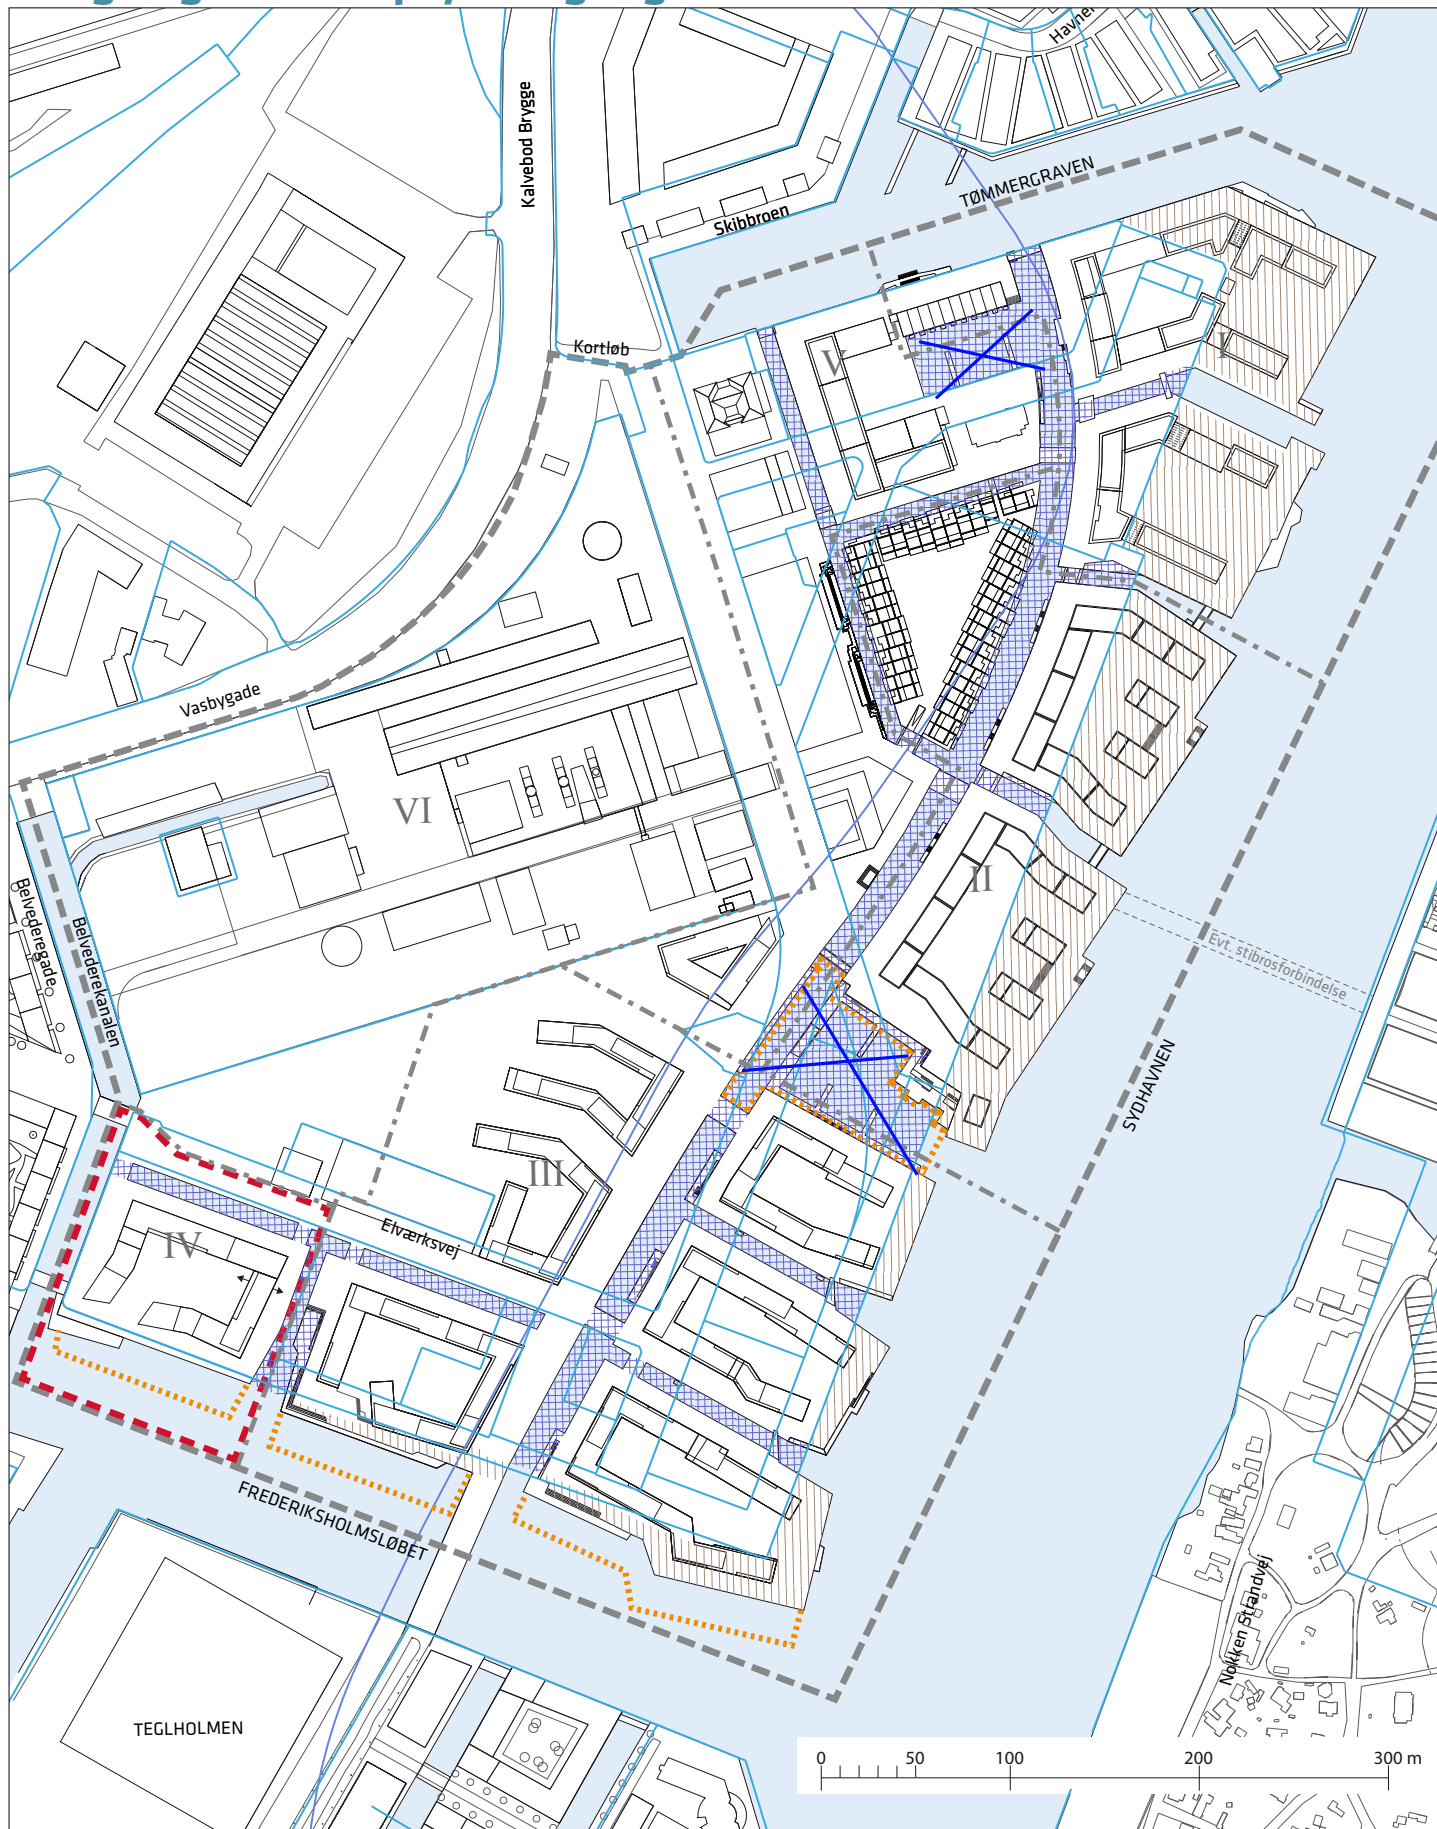 Havne
Kalvebod Brygge
TØMMERGRAVEN
Skibbroen
Kortløb
V
I
Vasbygade
VI
II
Belvederegade
Belvederekanalen
Evt. stibrosforbindelse
SYDHAVNEN
III
Elværksvej
IV
FREDERIKSHOLMSLØBET
Nokken Strandvej
TEGLHOLMEN
0 50 100 200 300 m